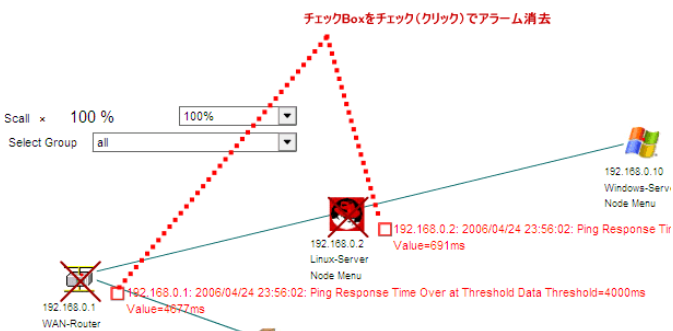 チェックBoxをチェック(クリック)でアラーム消去
Scall × 100 % 100%
Select Group all
192.168.0.10
Windows-Serv
Node Menu
192.168.0.2
Linux-Server
Node Menu
192.168.0.2: 2006/04/24 23:56:02: Ping Response Tir
Value=691ms
192.168.0.1
WAN-Router
192.168.0.1: 2006/04/24 23:56:02: Ping Response Time Over at Threshold Data Threshold=4000ms
Value=4677ms